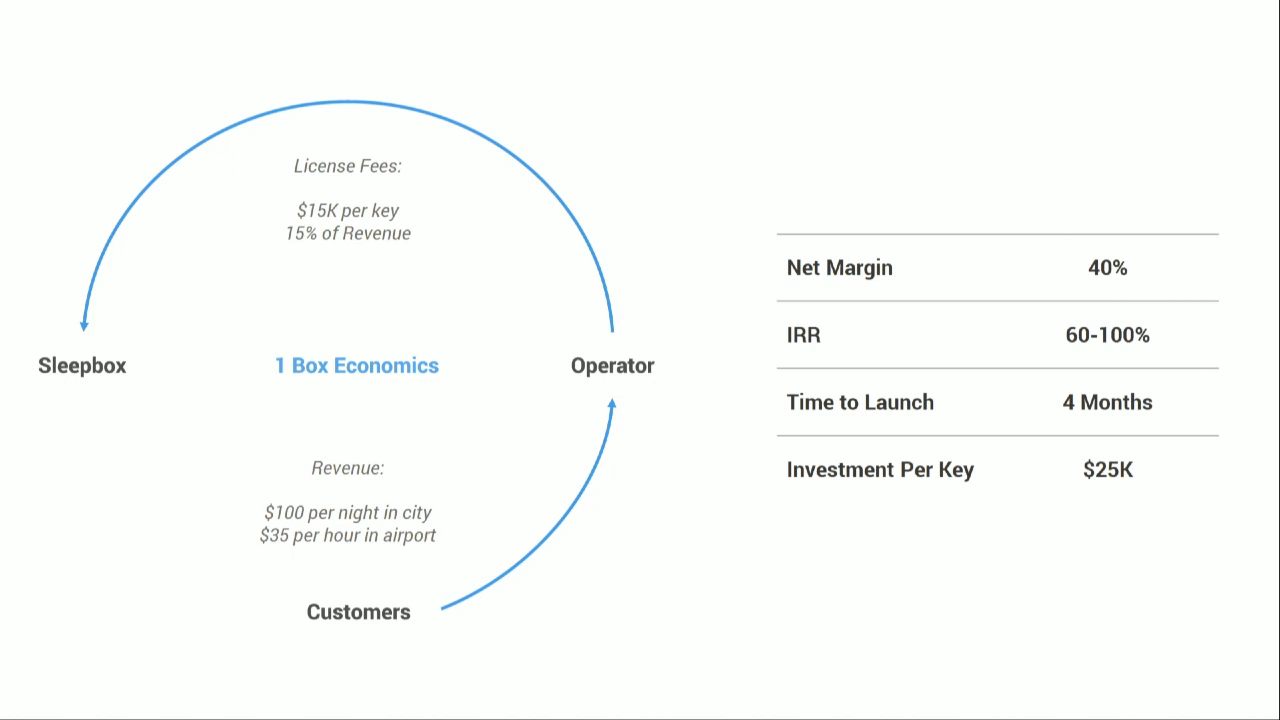 License Fees:
$15K per key
15% of Revenue
Sleepbox
1 Box Economics
Operator
Revenue:
$100 per night in city
$35 per hour in airport
Customers
Net Margin 40%
IRR 60-100%
Time to Launch 4 Months
Investment Per Key $25K